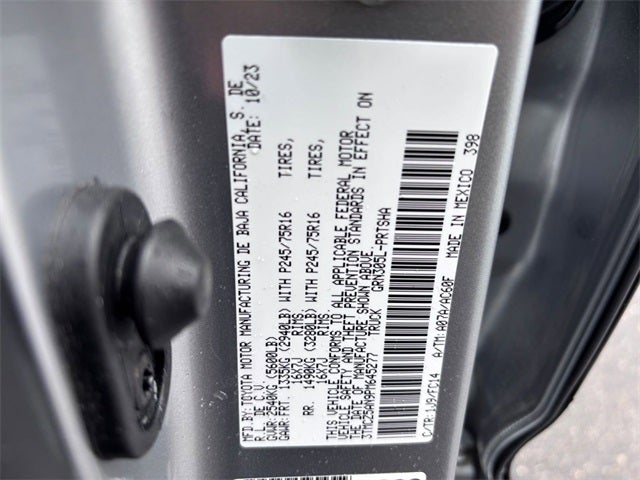 MFD.BY: TOYOTA MOTOR MANUFACTURING DE BAJA CALIFORNIA, S. DE
R.L. DE C.V. DATE: 10/23
GVWR: 2540KG (5600LB)
GAWR: FRT. 1335KG (2940LB) WITH P245/75R16 TIRES,
16X7J RIMS,
RR. 1490KG (3280LB) WITH P245/75R16 TIRES,
16X7J RIMS,
THIS VEHICLE CONFORMS TO ALL APPLICABLE FEDERAL MOTOR
VEHICLE SAFETY AND THEFT PREVENTION STANDARDS IN EFFECT ON
THE DATE OF MANUFACTURE SHOWN ABOVE.
3TMCZ5AN9PM645277 TRUCK GRN305L-PRTSHA
C/TR: 1J9/FC14 A/TM: A07A/AC60F MADE IN MEXICO 398